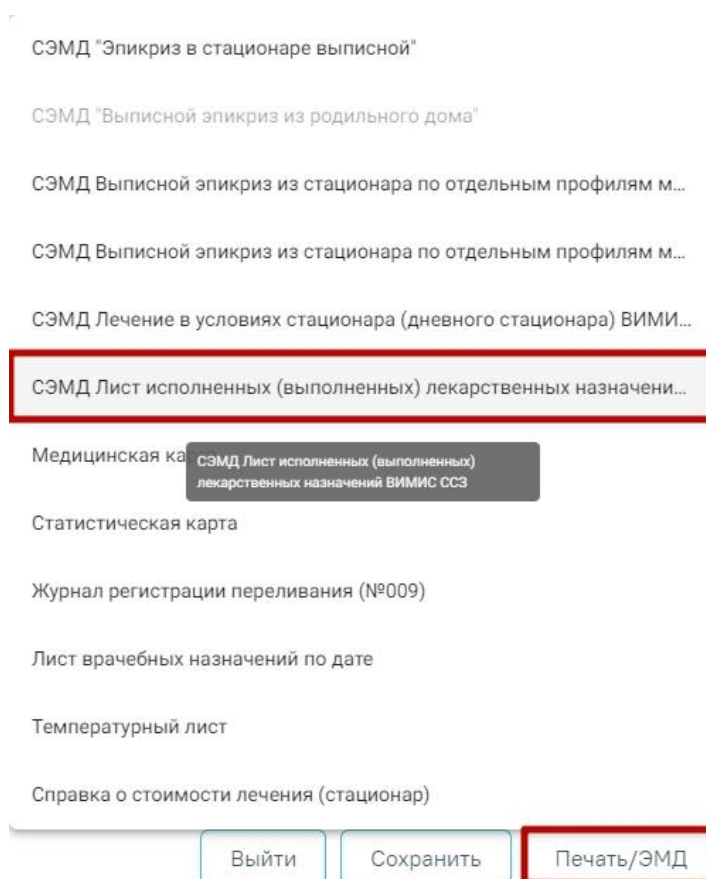 СЭМД "Эпикриз в стационаре выписной"
СЭМД "Выписной эпикриз из родильного дома"
СЭМД Выписной эпикриз из стационара по отдельным профилям м...
СЭМД Выписной эпикриз из стационара по отдельным профилям м...
СЭМД Лечение в условиях стационара (дневного стационара) ВИМИ...
СЭМД Лист исполненных (выполненных) лекарственных назначени...
Медицинская
СЭМД Лист исполненных (выполненных)
лекарственных назначений ВИМИС ССЗ
Статистическая карта
Журнал регистрации переливания (№009)
Лист врачебных назначений по дате
Температурный лист
Справка о стоимости лечения (стационар)
Выйти Сохранить Печать/ЭМД